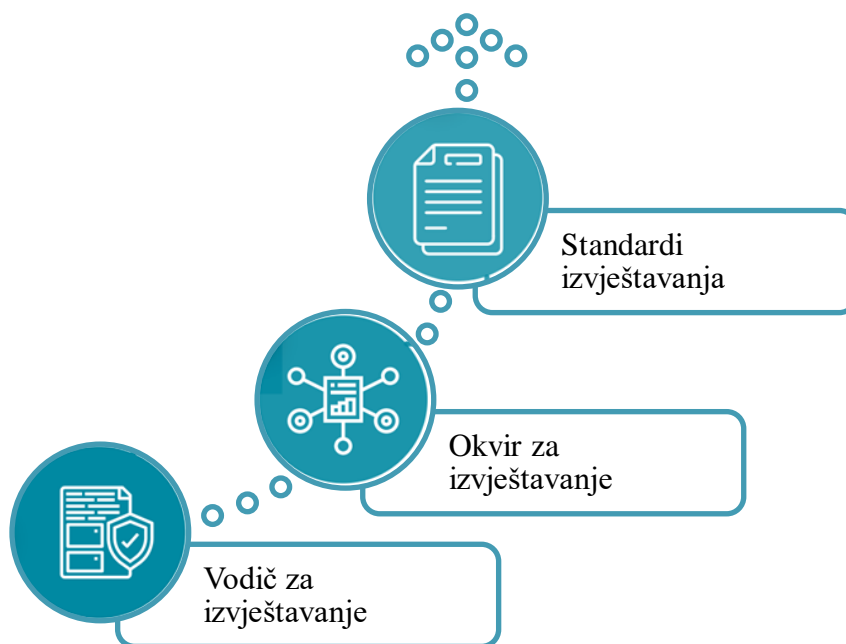 Standardi
izvještavanja
Okvir za
izvještavanje
Vodič za
izvještavanje